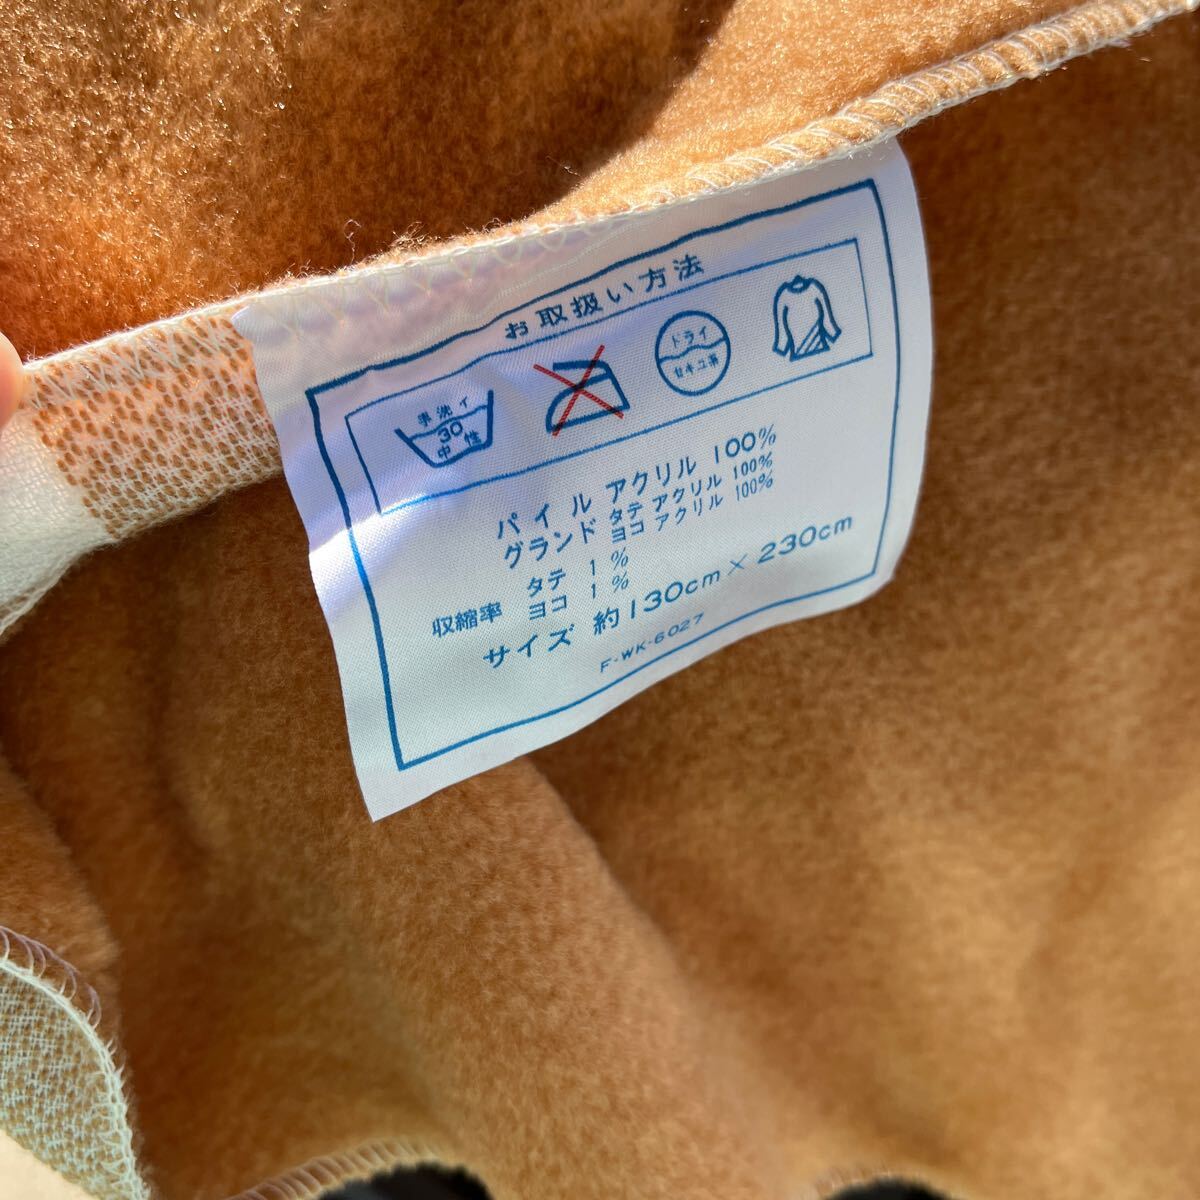 お取扱い方法
手洗イ
30
中性
ドライ
セキユ系
パイル アクリル 100%
グランド タテ アクリル 100%
ヨコ アクリル 100%
収縮率 タテ 1%
ヨコ 1%
サイズ 約130cm×230cm
F-WK-6027